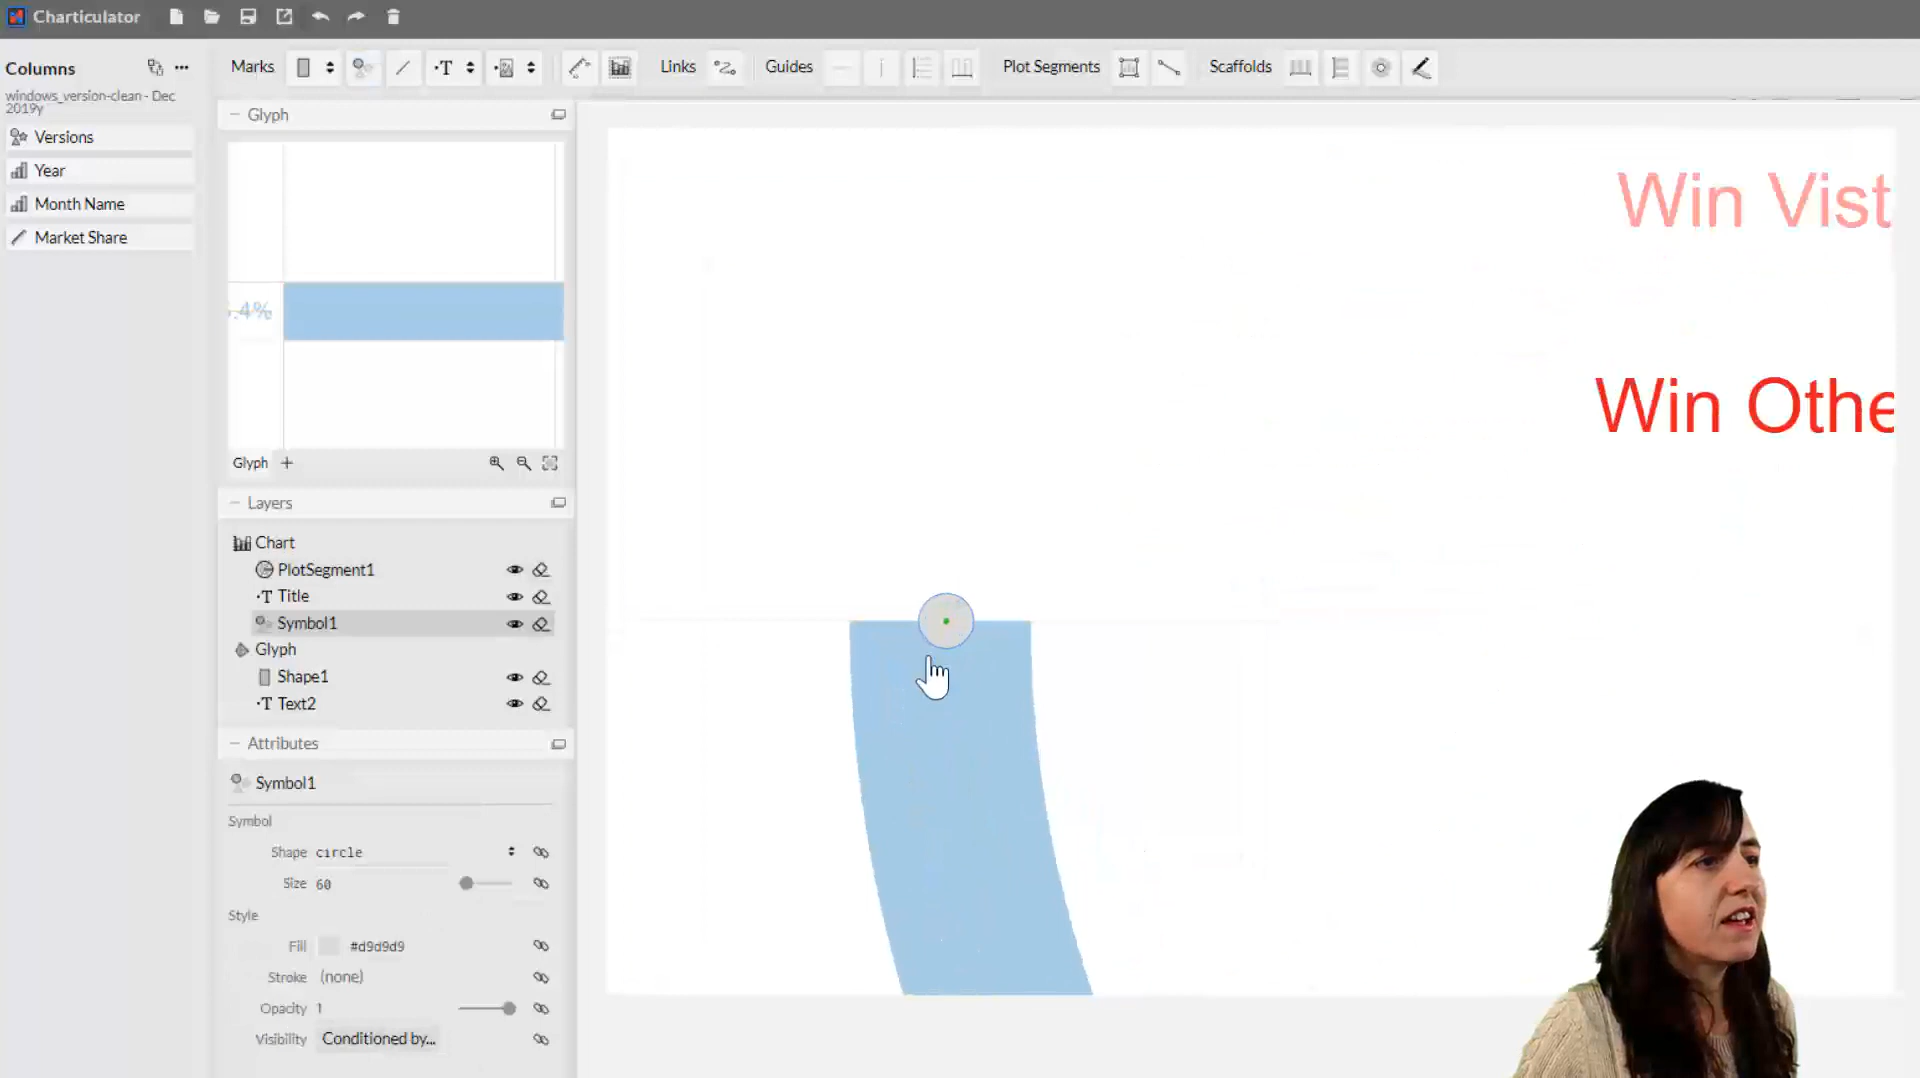 Charticulator
Columns
windows_version-clean - Dec
2019y
Versions
Year
Month Name
Market Share
Marks
T
Links
Guides
Plot Segments
Scaffolds
Glyph
.4%
Glyph +
Layers
Chart
PlotSegment1
T Title
Symbol1
Glyph
Shape1
T Text2
Attributes
Symbol1
Symbol
Shape circle
Size 60
Style
Fill #d9d9d9
Stroke (none)
Opacity 1
Visibility Conditioned by...
Win Vist
Win Othe